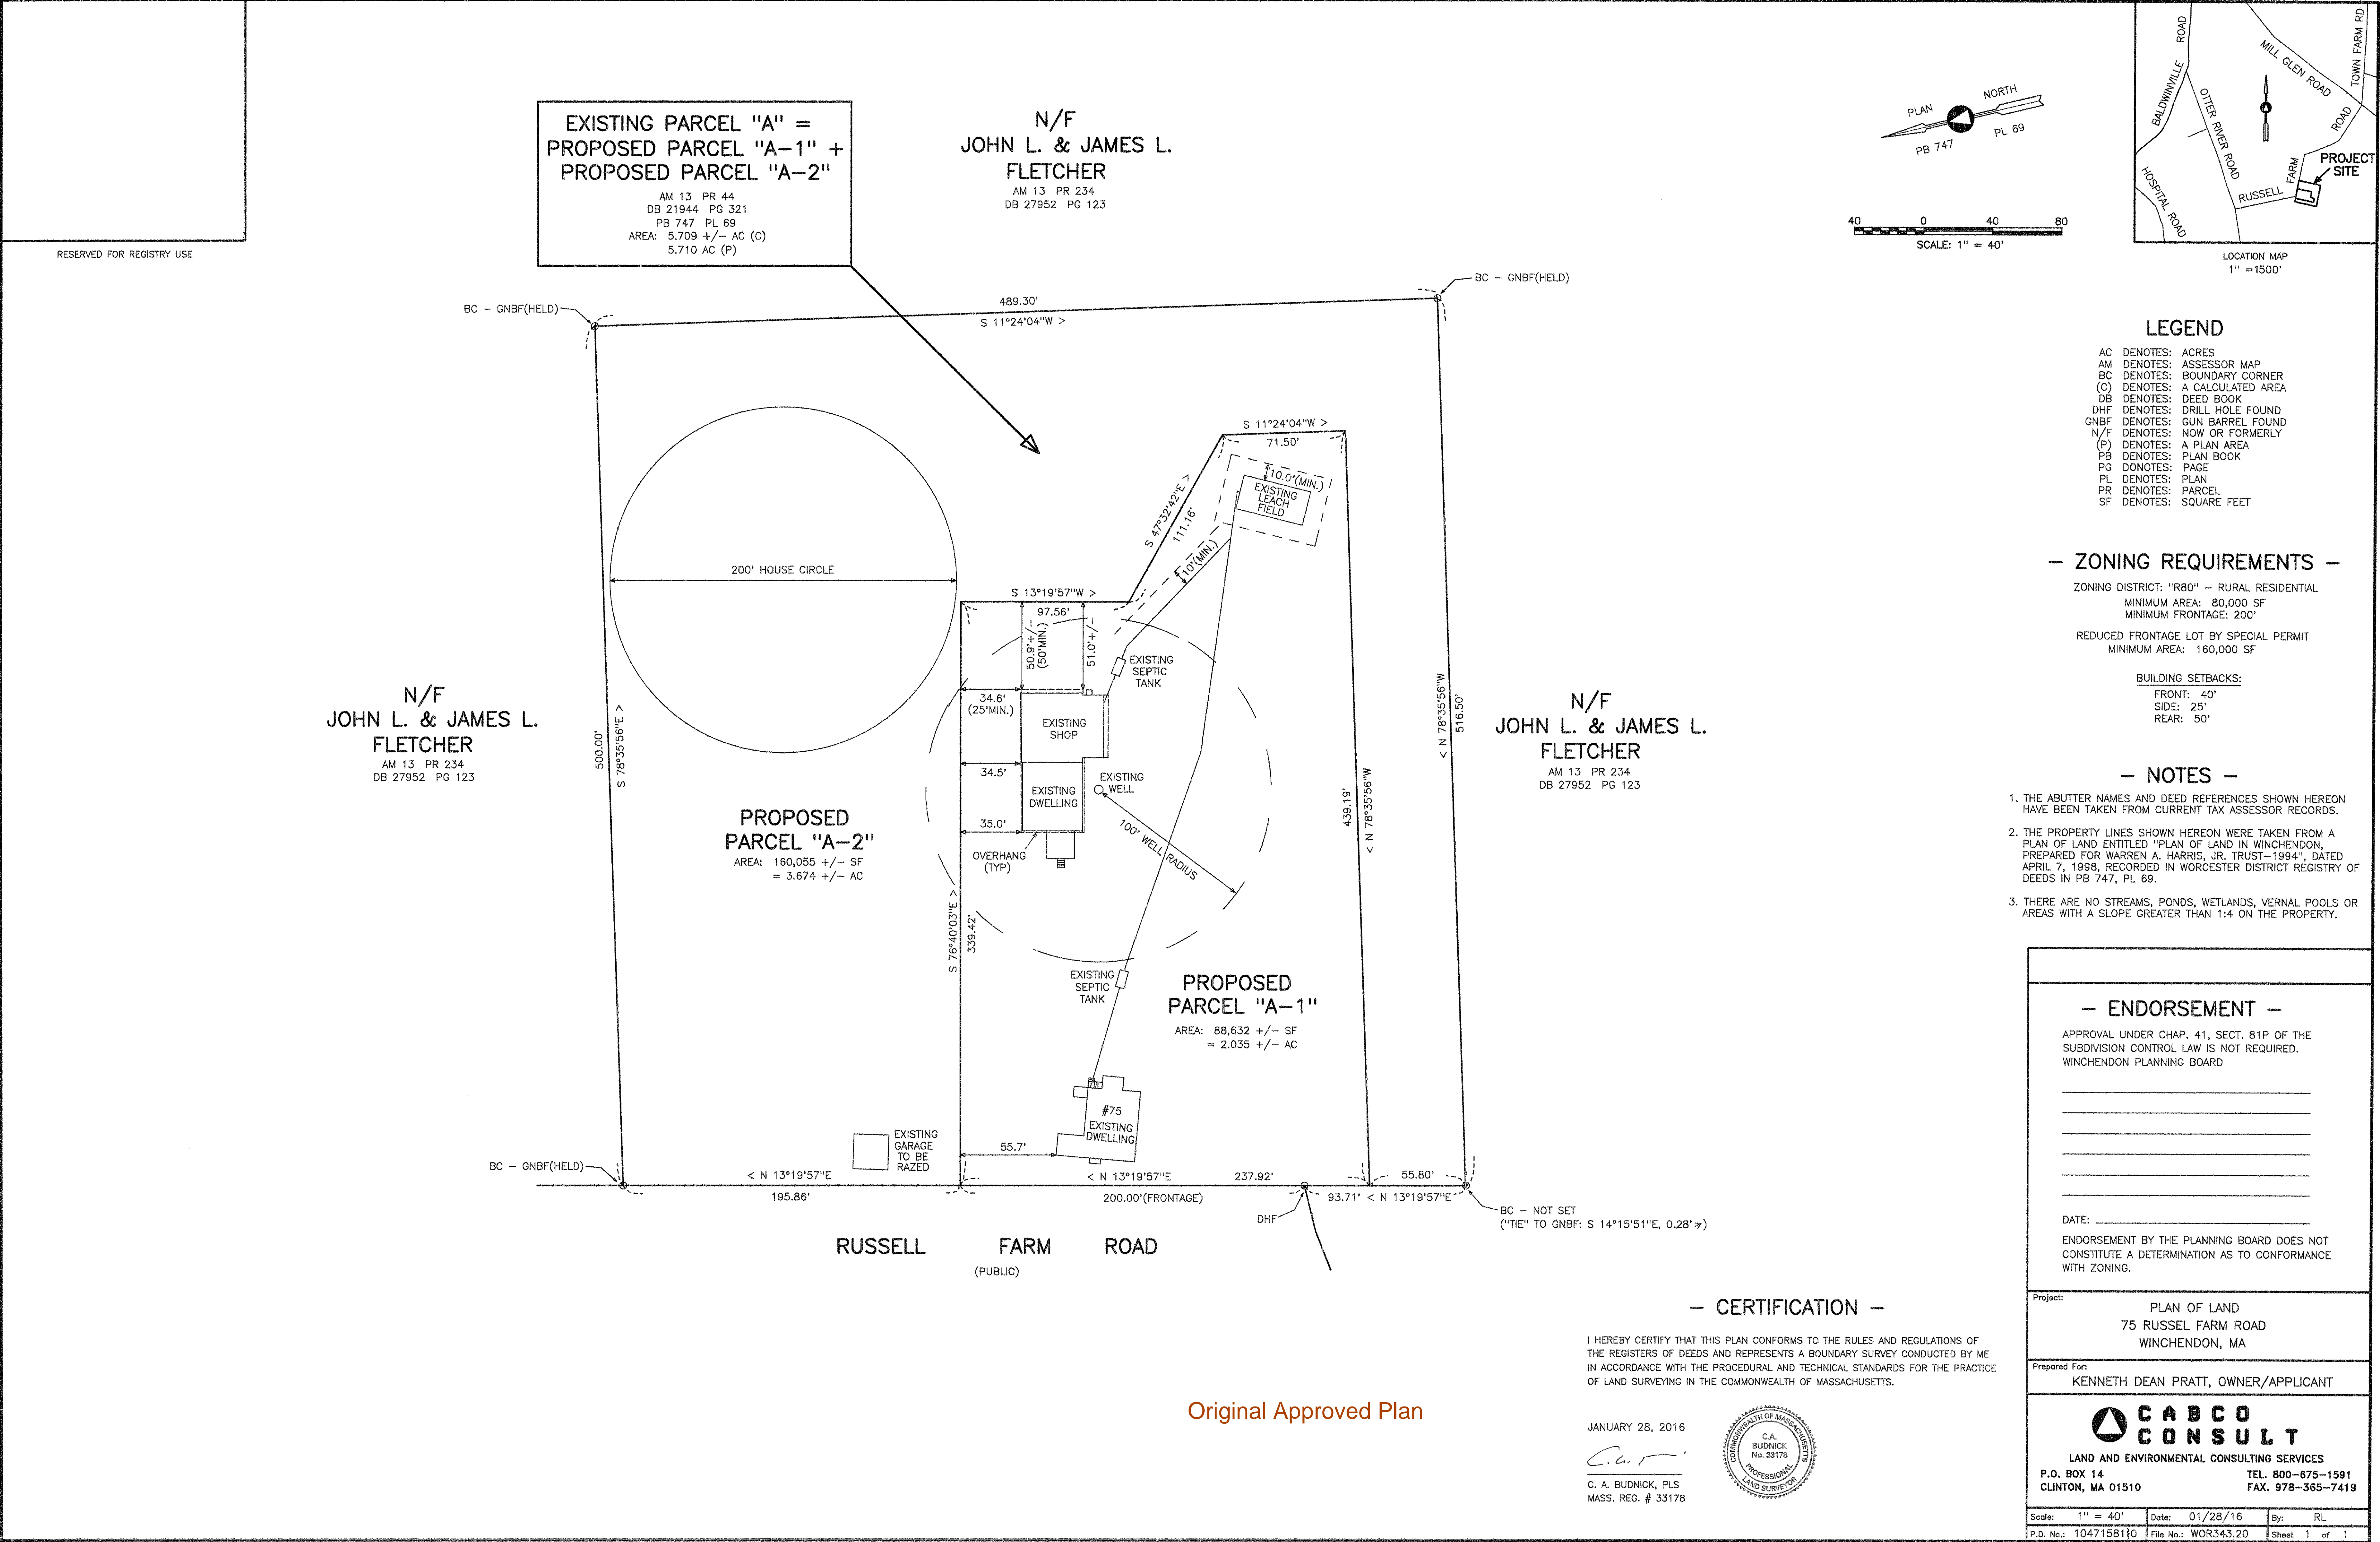 RESERVED FOR REGISTRY USE
EXISTING PARCEL "A" =
PROPOSED PARCEL "A-1" +
PROPOSED PARCEL "A-2"
AM 13 PR 44
DB 21944 PG 321
PB 747 PL 69
AREA: 5.709 +/- AC (C)
5.710 AC (P)
N/F
JOHN L. & JAMES L.
FLETCHER
AM 13 PR 234
DB 27952 PG 123
PLAN NORTH
PB 747 PL 69
40 0 40 80
SCALE: 1" = 40'
BALDWINVILLE ROAD
MILL GLEN ROAD
TOWN FARM RD
OTTER RIVER ROAD
HOSPITAL ROAD
RUSSELL FARM ROAD
PROJECT
SITE
LOCATION MAP
1" =1500'
BC - GNBF(HELD)
489.30'
S 11°24'04"W >
BC - GNBF(HELD)
S 11°24'04"W >
71.50'
S 47°32'42"E >
111.16'
10.0'(MIN.)
EXISTING
LEACH
FIELD
10'(MIN.)
200' HOUSE CIRCLE
S 13°19'57"W >
97.56'
50.9'+/-
(50'MIN.)
51.0'+/-
EXISTING
SEPTIC
TANK
34.6'
(25'MIN.)
EXISTING
SHOP
34.5'
EXISTING
DWELLING
EXISTING
WELL
35.0'
OVERHANG
(TYP)
100' WELL RADIUS
N/F
JOHN L. & JAMES L.
FLETCHER
AM 13 PR 234
DB 27952 PG 123
500.00'
S 78°35'56"E >
PROPOSED
PARCEL "A-2"
AREA: 160,055 +/- SF
= 3.674 +/- AC
S 76°40'03"E >
339.42'
439.19'
< N 78°35'56"W
< N 78°35'56"W
516.50'
N/F
JOHN L. & JAMES L.
FLETCHER
AM 13 PR 234
DB 27952 PG 123
EXISTING
SEPTIC
TANK
PROPOSED
PARCEL "A-1"
AREA: 88,632 +/- SF
= 2.035 +/- AC
#75
EXISTING
DWELLING
EXISTING
GARAGE
TO BE
RAZED
55.7'
BC - GNBF(HELD)
< N 13°19'57"E
195.86'
< N 13°19'57"E 237.92'
200.00'(FRONTAGE)
55.80'
93.71' < N 13°19'57"E
DHF
BC - NOT SET
("TIE" TO GNBF: S 14°15'51"E, 0.28')
RUSSELL FARM ROAD
(PUBLIC)
LEGEND
AC DENOTES: ACRES
AM DENOTES: ASSESSOR MAP
BC DENOTES: BOUNDARY CORNER
(C) DENOTES: A CALCULATED AREA
DB DENOTES: DEED BOOK
DHF DENOTES: DRILL HOLE FOUND
GNBF DENOTES: GUN BARREL FOUND
N/F DENOTES: NOW OR FORMERLY
(P) DENOTES: A PLAN AREA
PB DENOTES: PLAN BOOK
PG DONOTES: PAGE
PL DENOTES: PLAN
PR DENOTES: PARCEL
SF DENOTES: SQUARE FEET
- ZONING REQUIREMENTS -
ZONING DISTRICT: "R80" - RURAL RESIDENTIAL
MINIMUM AREA: 80,000 SF
MINIMUM FRONTAGE: 200'
REDUCED FRONTAGE LOT BY SPECIAL PERMIT
MINIMUM AREA: 160,000 SF
BUILDING SETBACKS:
FRONT: 40'
SIDE: 25'
REAR: 50'
- NOTES -
1. THE ABUTTER NAMES AND DEED REFERENCES SHOWN HEREON
HAVE BEEN TAKEN FROM CURRENT TAX ASSESSOR RECORDS.
2. THE PROPERTY LINES SHOWN HEREON WERE TAKEN FROM A
PLAN OF LAND ENTITLED "PLAN OF LAND IN WINCHENDON,
PREPARED FOR WARREN A. HARRIS, JR. TRUST-1994", DATED
APRIL 7, 1998, RECORDED IN WORCESTER DISTRICT REGISTRY OF
DEEDS IN PB 747, PL 69.
3. THERE ARE NO STREAMS, PONDS, WETLANDS, VERNAL POOLS OR
AREAS WITH A SLOPE GREATER THAN 1:4 ON THE PROPERTY.
- ENDORSEMENT -
APPROVAL UNDER CHAP. 41, SECT. 81P OF THE
SUBDIVISION CONTROL LAW IS NOT REQUIRED.
WINCHENDON PLANNING BOARD
DATE:
ENDORSEMENT BY THE PLANNING BOARD DOES NOT
CONSTITUTE A DETERMINATION AS TO CONFORMANCE
WITH ZONING.
Project:
PLAN OF LAND
75 RUSSEL FARM ROAD
WINCHENDON, MA
Prepared For:
KENNETH DEAN PRATT, OWNER/APPLICANT
CABCO
CONSULT
LAND AND ENVIRONMENTAL CONSULTING SERVICES
P.O. BOX 14 TEL. 800-675-1591
CLINTON, MA 01510 FAX. 978-365-7419
Scale: 1" = 40' Date: 01/28/16 By: RL
P.D. No.: File No.: WOR343.20 Sheet 1 of 1
- CERTIFICATION -
I HEREBY CERTIFY THAT THIS PLAN CONFORMS TO THE RULES AND REGULATIONS OF
THE REGISTERS OF DEEDS AND REPRESENTS A BOUNDARY SURVEY CONDUCTED BY ME
IN ACCORDANCE WITH THE PROCEDURAL AND TECHNICAL STANDARDS FOR THE PRACTICE
OF LAND SURVEYING IN THE COMMONWEALTH OF MASSACHUSETTS.
JANUARY 28, 2016
C. A. BUDNICK, PLS
MASS. REG. # 33178
COMMONWEALTH OF MASSACHUSETTS
C.A.
BUDNICK
No. 33178
PROFESSIONAL
LAND SURVEYOR
Original Approved Plan